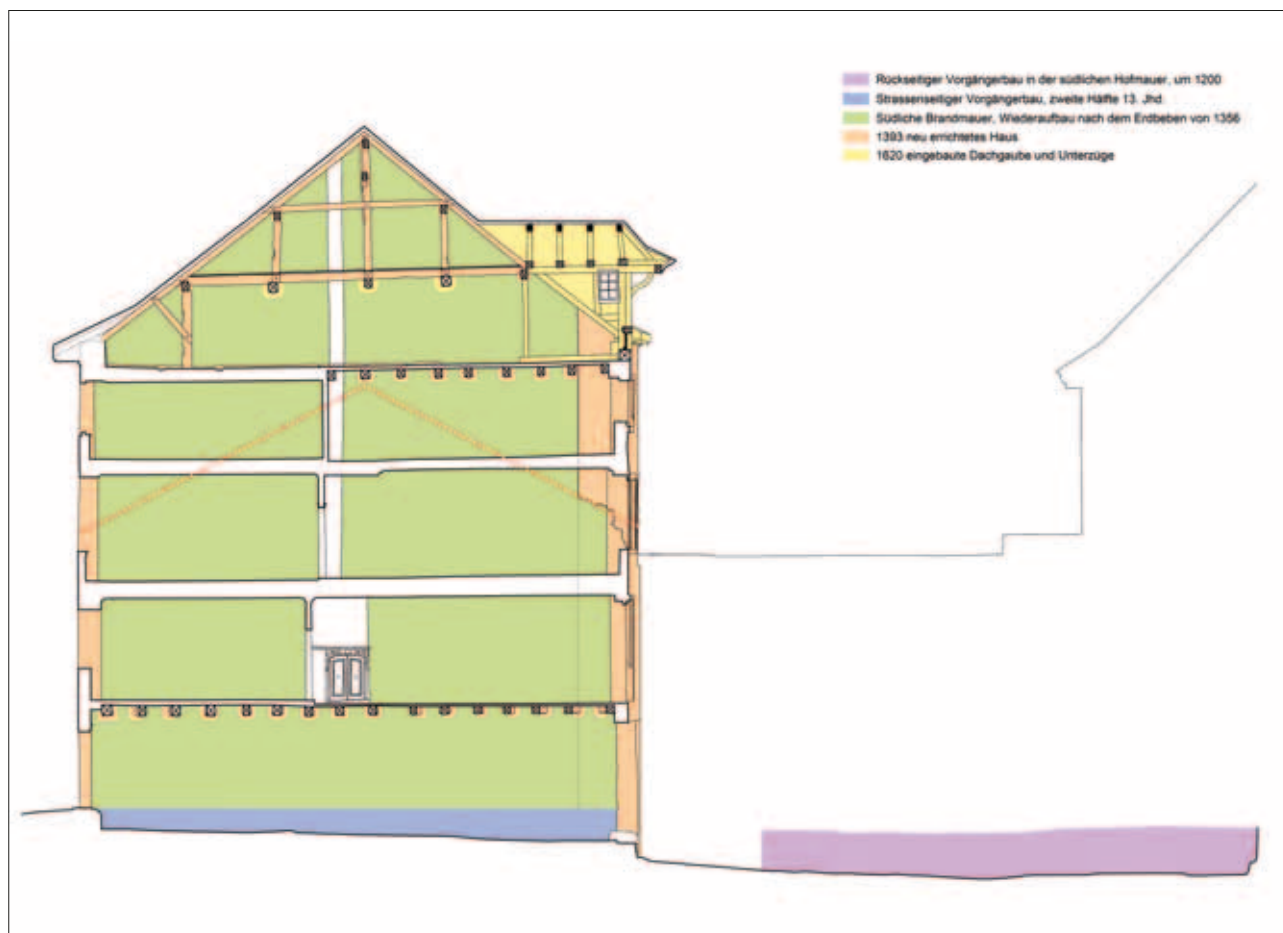 Rückseitiger Vorgängerbau in der südlichen Hofmauer, um 1200
Strassenseitiger Vorgängerbau, zweite Hälfte 13. Jhd.
Südliche Brandmauer, Wiederaufbau nach dem Erdbeben von 1356
1393 neu errichtetes Haus
1620 eingebaute Dachgaube und Unterzüge